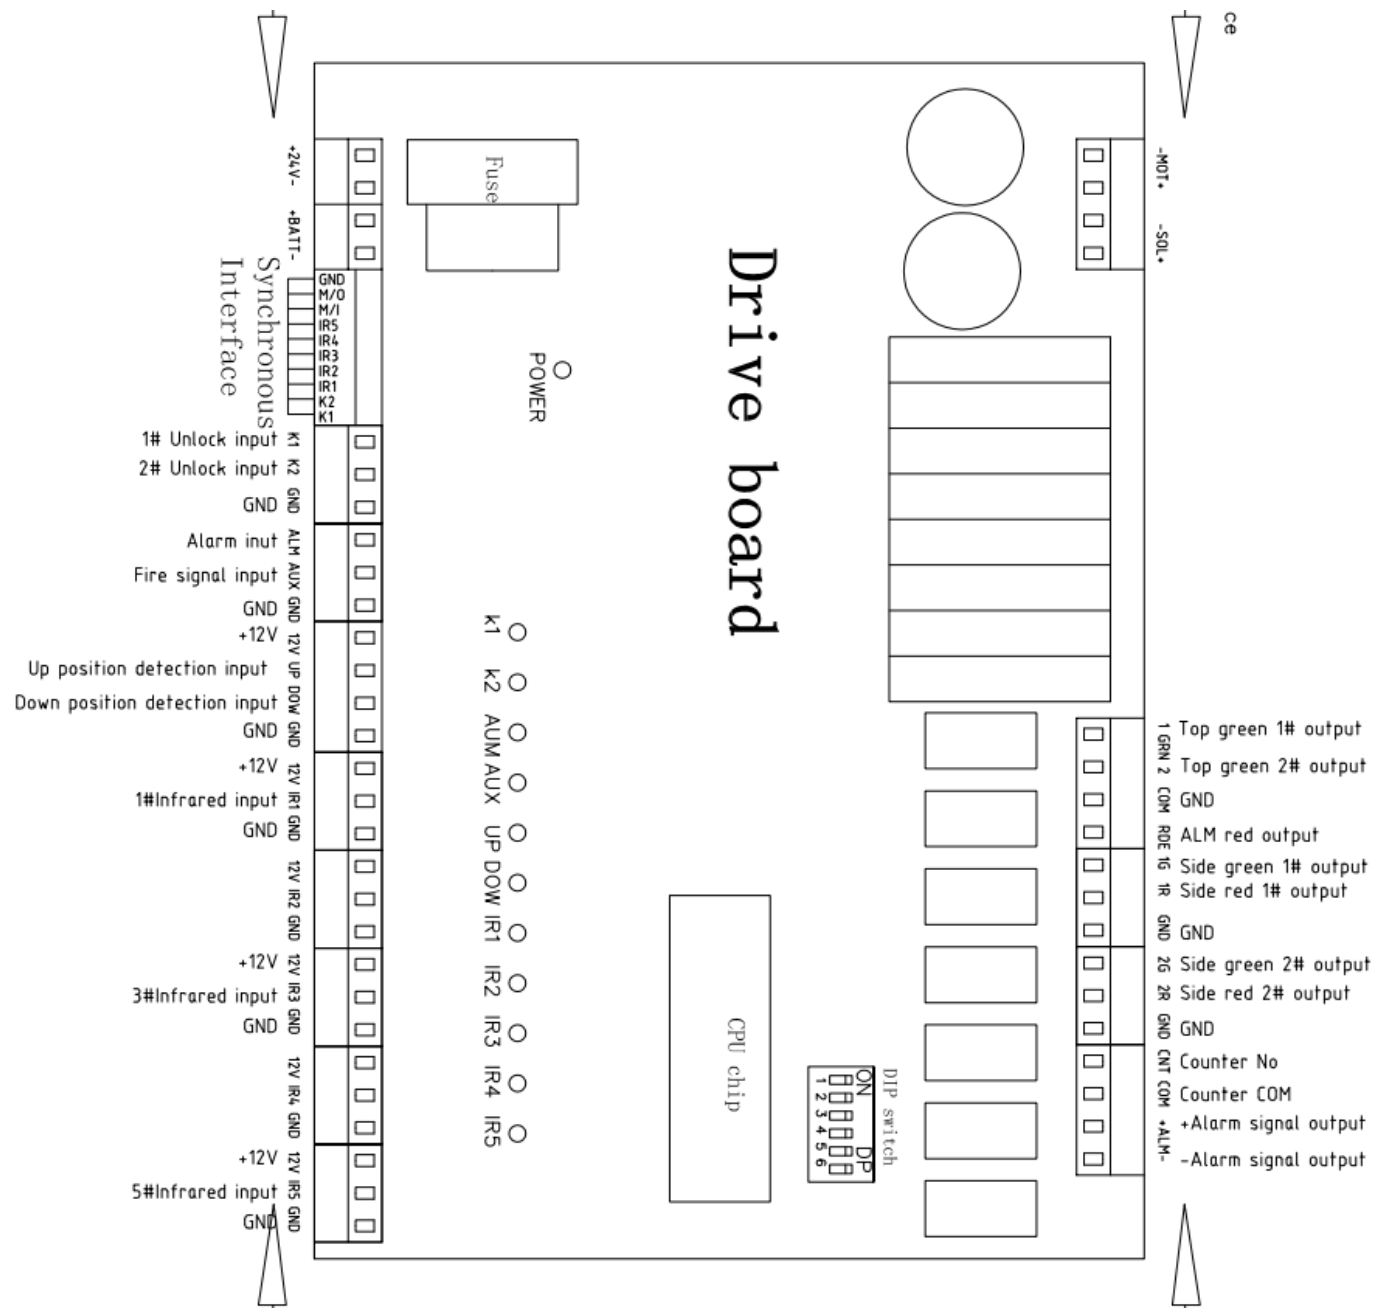 ce
+24V-
+BATT-
Synchronous
Interface
GND
M/O
M/I
IR5
IR4
IR3
IR2
IR1
K2
K1
1# Unlock input K1
2# Unlock input K2
GND GND
Alarm inut ALM
Fire signal input AUX
GND GND
+12V 12V
Up position detection input UP
Down position detection input DOW
GND GND
+12V 12V
1#Infrared input IR1
GND GND
12V IR2 GND
+12V 12V
3#Infrared input IR3
GND GND
12V IR4 GND
+12V 12V
5#Infrared input IR5
GND GND
Fuse
POWER
k1
k2
AUM
AUX
UP
DOW
IR1
IR2
IR3
IR4
IR5
Drive board
CPU chip
DIP switch
ON
DP
1
2
3
4
5
6
-MOT+
-SOL+
1 GRN 2
Top green 1# output
Top green 2# output
COM GND
RDE ALM red output
1G Side green 1# output
1R Side red 1# output
GND GND
2G Side green 2# output
2R Side red 2# output
GND GND
CNT Counter No
COM Counter COM
+ALM-
+Alarm signal output
-Alarm signal output